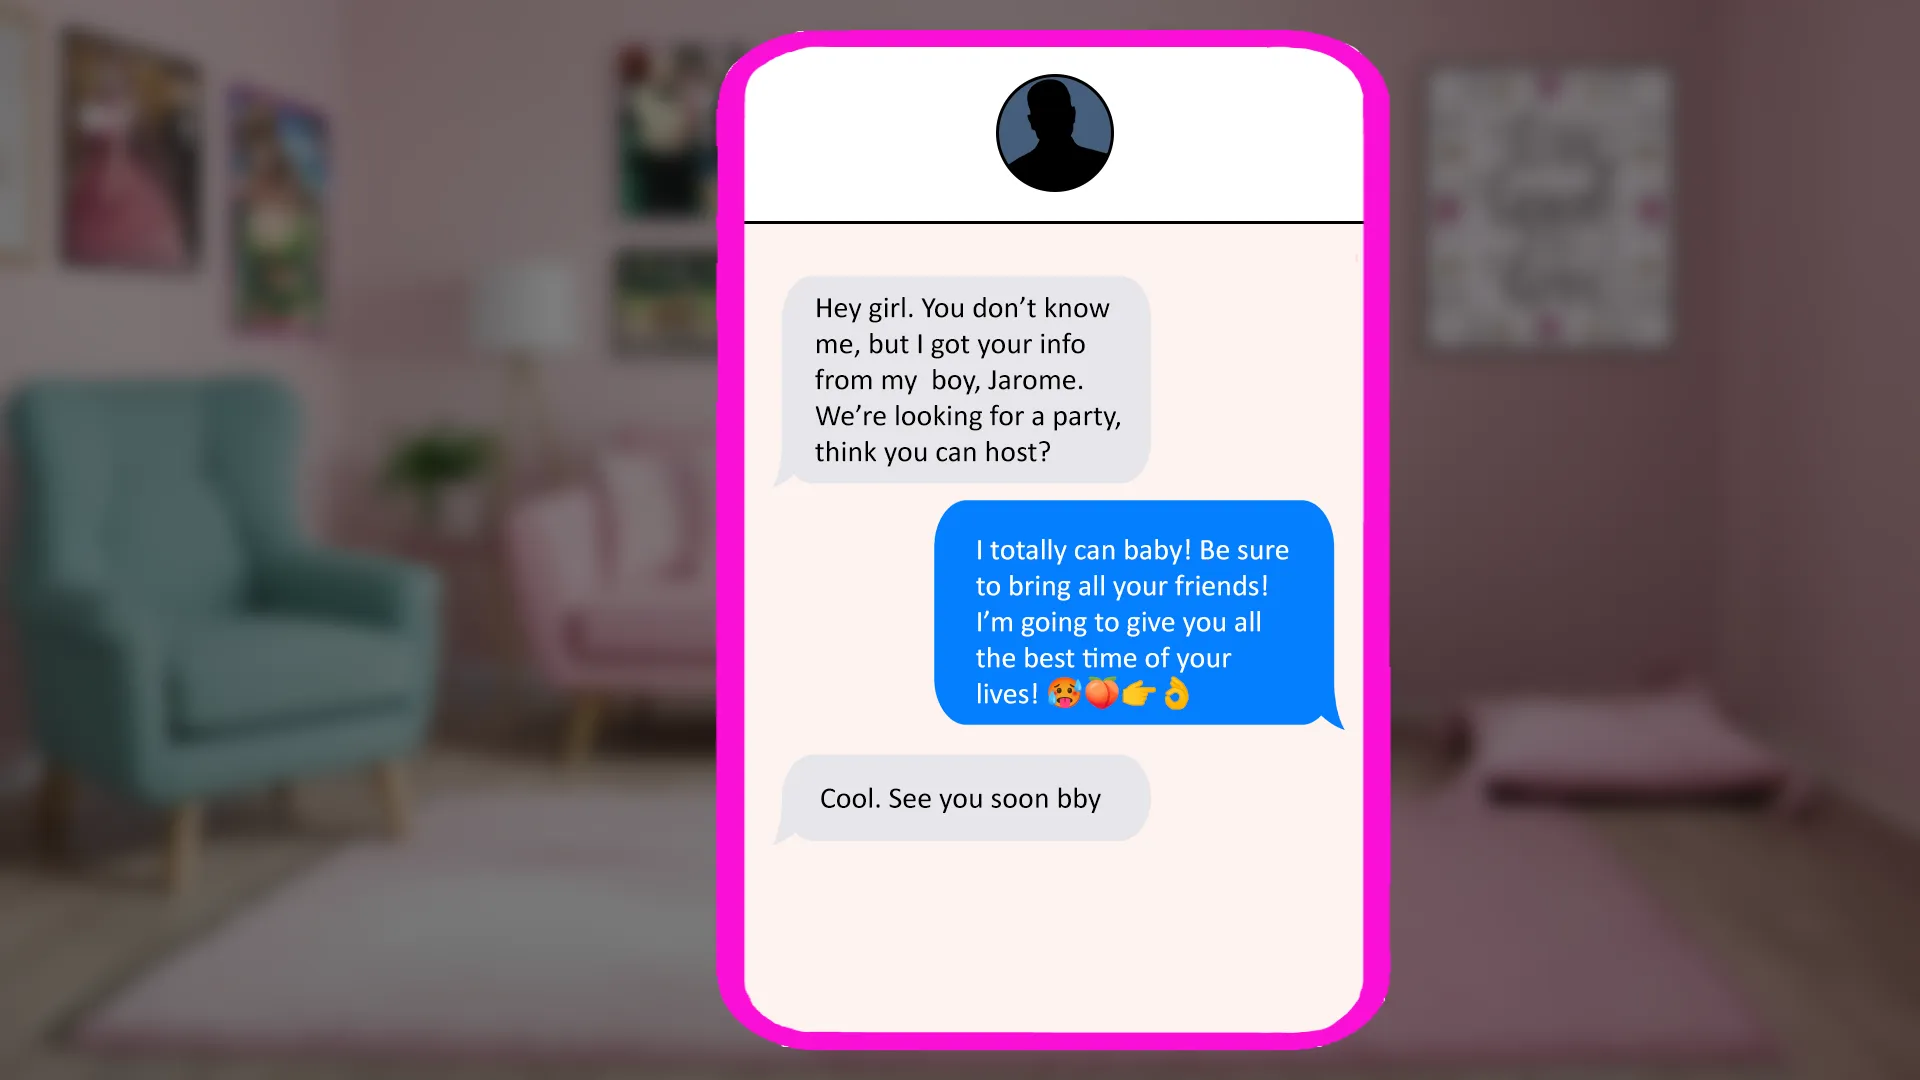 Hey girl. You don’t know
me, but I got your info
from my  boy, Jarome.
We’re looking for a party,
think you can host?
I totally can baby! Be sure
to bring all your friends!
I’m going to give you all
the best time of your
lives! 🥵🍑👉👌
Cool. See you soon bby